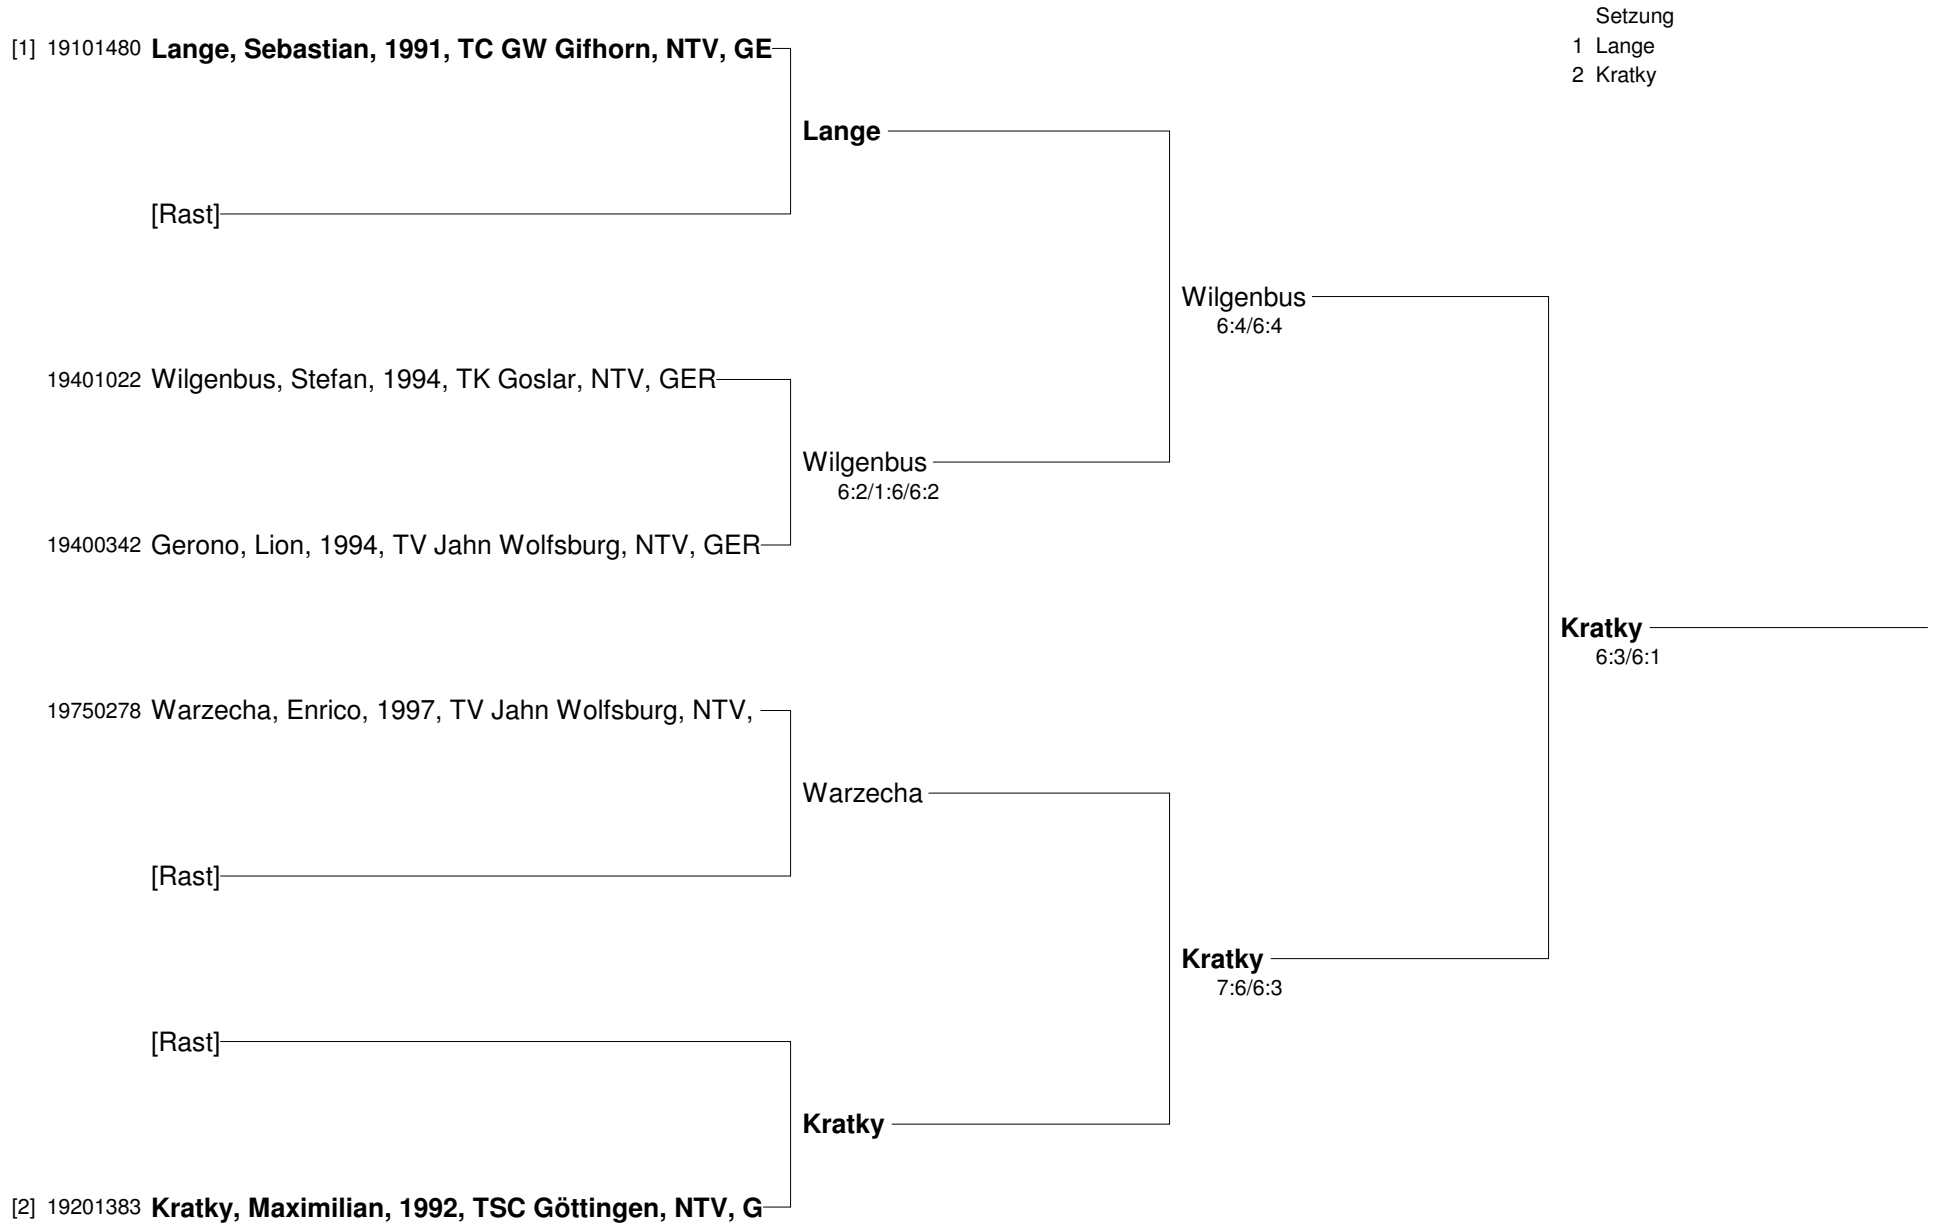 Setzung
1 Lange
2 Kratky
[1] 19101480 Lange, Sebastian, 1991, TC GW Gifhorn, NTV, GE
Lange
[Rast]
Wilgenbus
6:4/6:4
19401022 Wilgenbus, Stefan, 1994, TK Goslar, NTV, GER
Wilgenbus
6:2/1:6/6:2
19400342 Gerono, Lion, 1994, TV Jahn Wolfsburg, NTV, GER
Kratky
6:3/6:1
19750278 Warzecha, Enrico, 1997, TV Jahn Wolfsburg, NTV,
Warzecha
[Rast]
Kratky
7:6/6:3
[Rast]
Kratky
[2] 19201383 Kratky, Maximilian, 1992, TSC Göttingen, NTV, G